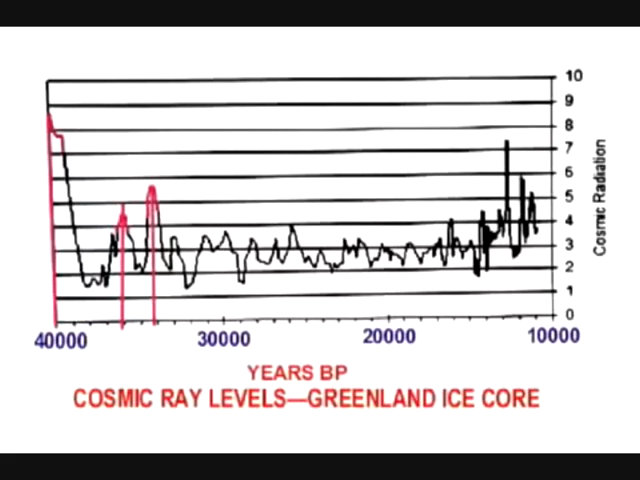 10
9
8
7
6
5
4
3
2
1
0
Cosmic Radiation
40000 30000 20000 10000
YEARS BP
COSMIC RAY LEVELS—GREENLAND ICE CORE